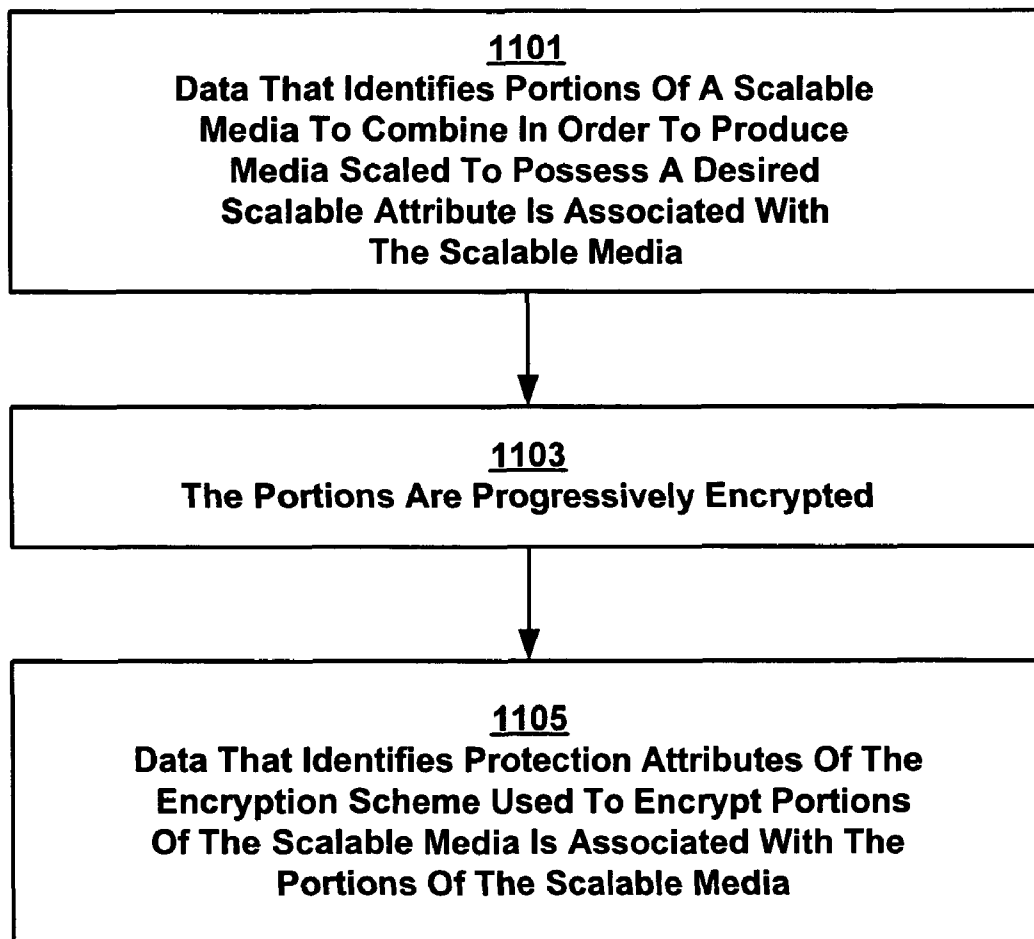 1101
Data That Identifies Portions Of A Scalable
Media To Combine In Order To Produce
Media Scaled To Possess A Desired
Scalable Attribute Is Associated With
The Scalable Media
1103
The Portions Are Progressively Encrypted
1105
Data That Identifies Protection Attributes Of The
Encryption Scheme Used To Encrypt Portions
Of The Scalable Media Is Associated With The
Portions Of The Scalable Media